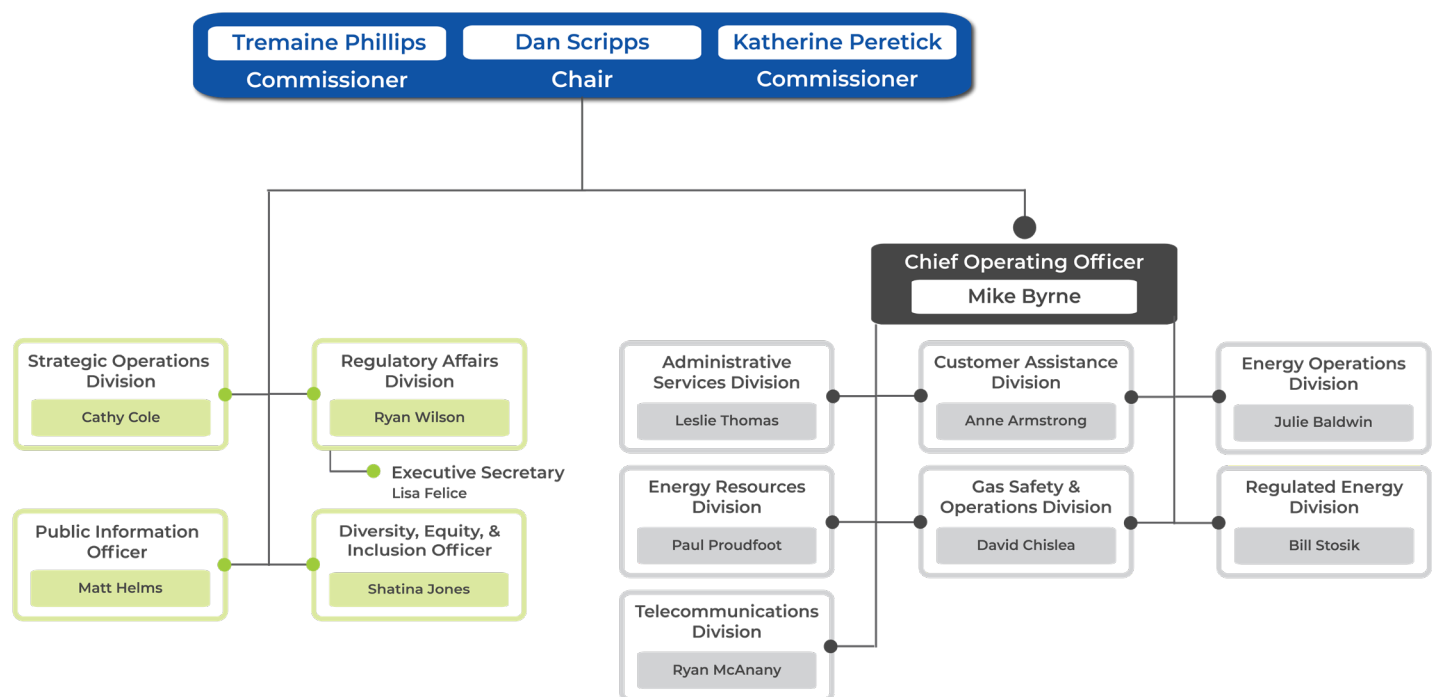 Tremaine Phillips
Commissioner
Dan Scripps
Chair
Katherine Peretick
Commissioner
Chief Operating Officer
Mike Byrne
Strategic Operations
Division
Cathy Cole
Regulatory Affairs
Division
Ryan Wilson
Executive Secretary
Lisa Felice
Public Information
Officer
Matt Helms
Diversity, Equity, &
Inclusion Officer
Shatina Jones
Administrative
Services Division
Leslie Thomas
Customer Assistance
Division
Anne Armstrong
Energy Operations
Division
Julie Baldwin
Energy Resources
Division
Paul Proudfoot
Gas Safety &
Operations Division
David Chislea
Regulated Energy
Division
Bill Stosik
Telecommunications
Division
Ryan McAnany